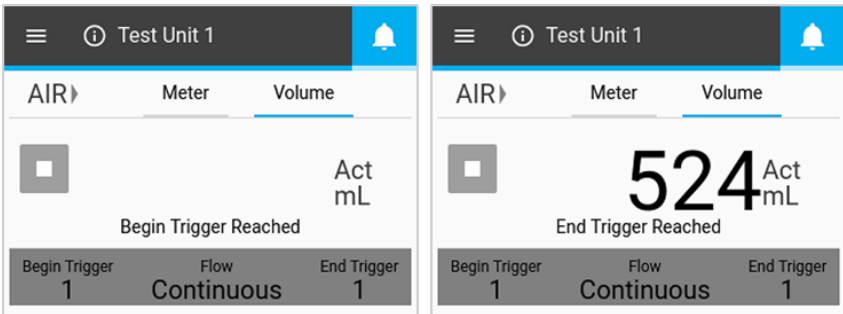 Test Unit 1
AIR Meter Volume
Act
mL
Begin Trigger Reached
Begin Trigger Flow End Trigger
1 Continuous 1
Test Unit 1
AIR Meter Volume
524 Act
mL
End Trigger Reached
Begin Trigger Flow End Trigger
1 Continuous 1